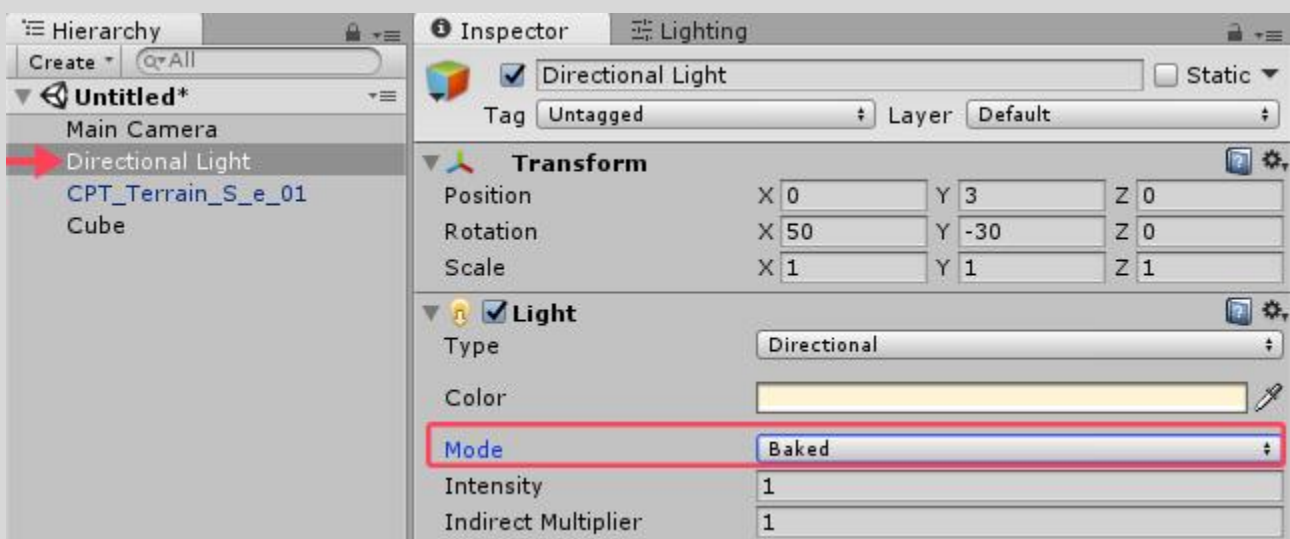 Hierarchy
Create All
Untitled*
Main Camera
Directional Light
CPT_Terrain_S_e_01
Cube
Inspector Lighting
Directional Light Static
Tag Untagged Layer Default
Transform
Position X 0 Y 3 Z 0
Rotation X 50 Y -30 Z 0
Scale X 1 Y 1 Z 1
Light
Type Directional
Color
Mode Baked
Intensity 1
Indirect Multiplier 1